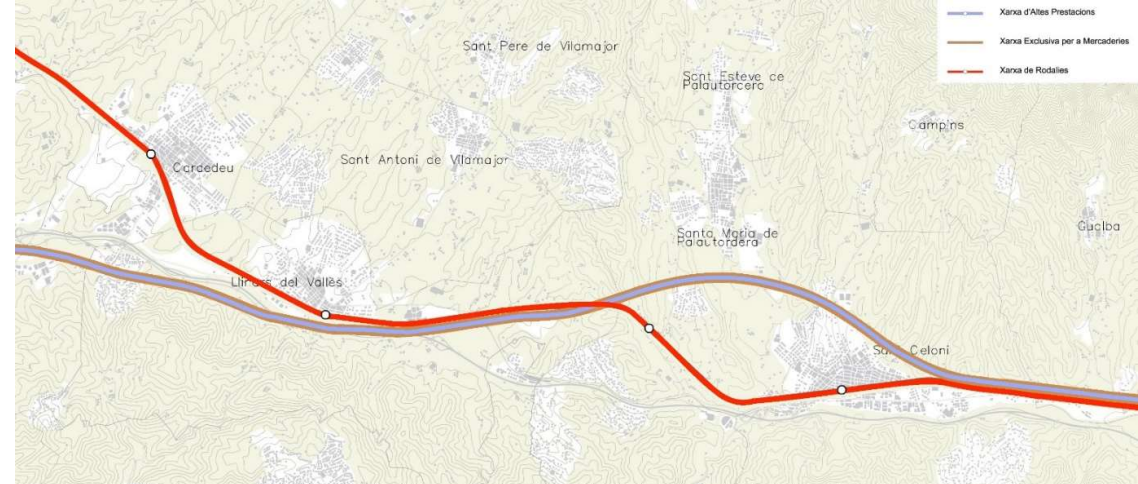 Xarxa d'Altes Prestacions
Xarxa Exclusiva per a Mercaderies
Xarxa de Rodalies
Sant Pere de Vilamajor
Sant Esteve de
Palautordera
Campins
Cardedeu
Sant Antoni de Vilamajor
Gualba
Santa Maria de
Palautordera
Llinars del Vallès
Sant Celoni